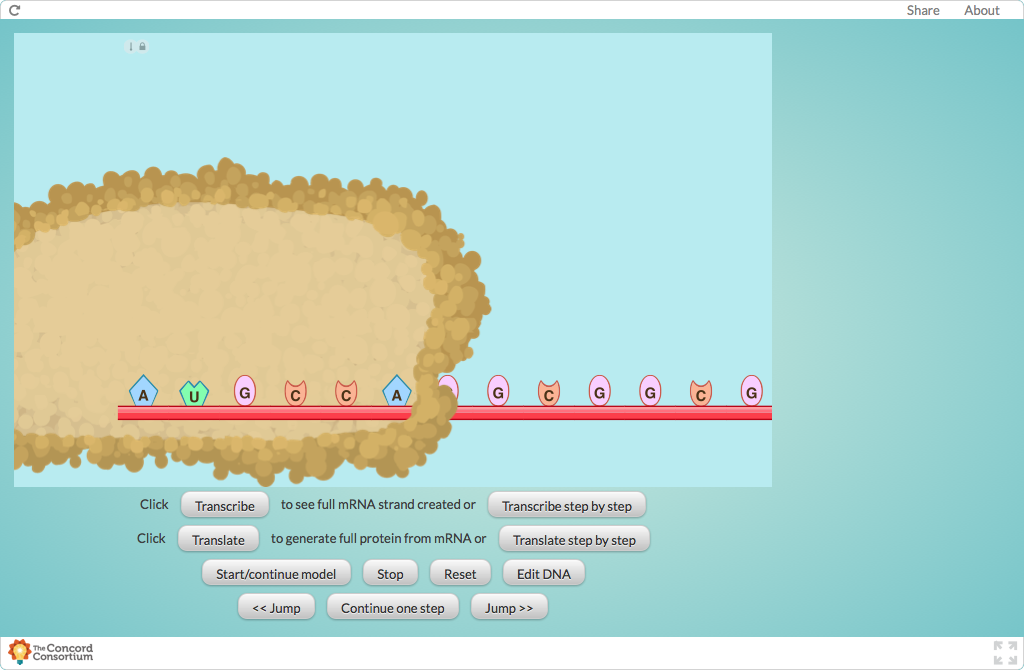 Share About
A U G C C A G C G G C G
Click Transcribe to see full mRNA strand created or Transcribe step by step
Click Translate to generate full protein from mRNA or Translate step by step
Start/continue model Stop Reset Edit DNA
<< Jump Continue one step Jump >>
The Concord
Consortium